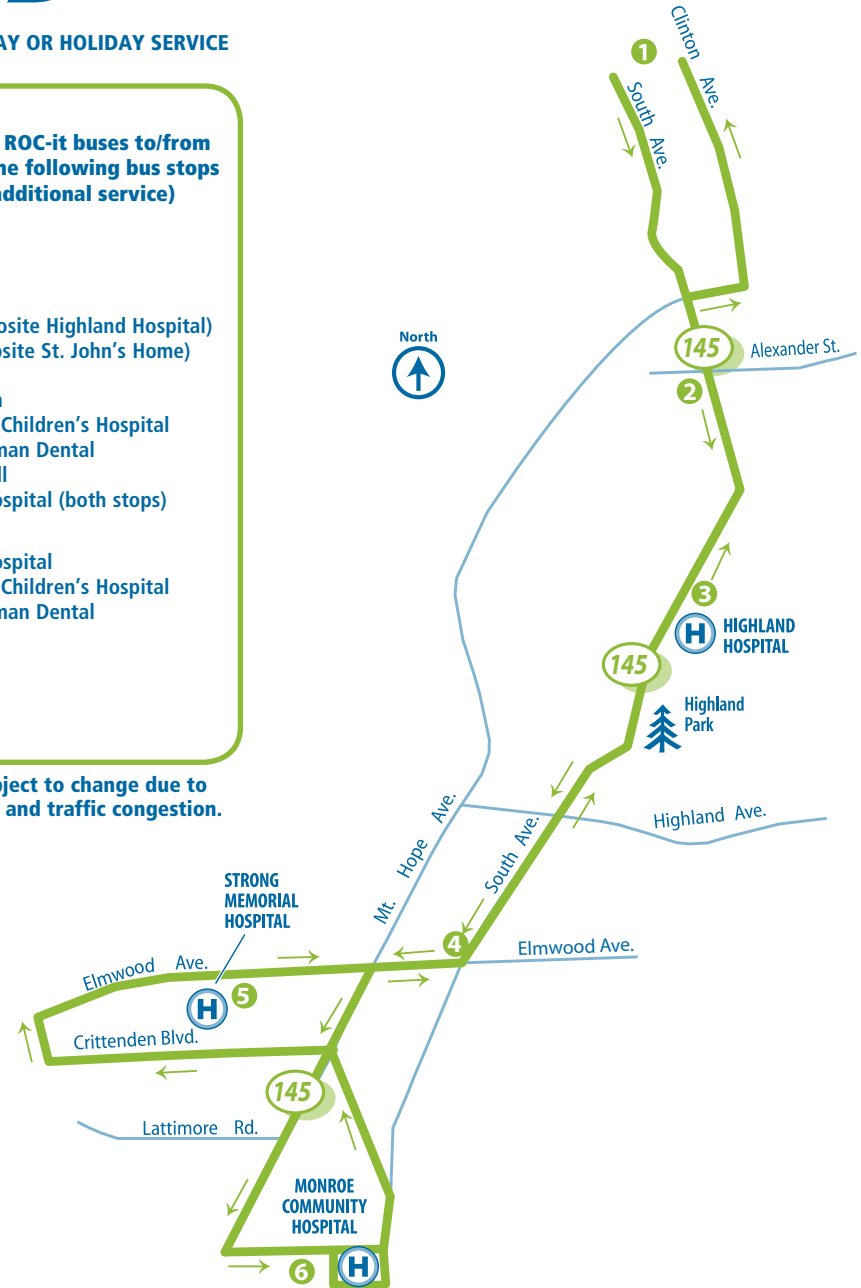 AY OR HOLIDAY SERVICE
ROC-it buses to/from
ne following bus stops
additional service)
osite Highland Hospital)
osite St. John's Home)
Children's Hospital
man Dental
ospital (both stops)
ospital
Children's Hospital
man Dental
bject to change due to
and traffic congestion.
North
1
South Ave.
Clinton Ave.
145
Alexander St.
2
3
H
HIGHLAND
HOSPITAL
145
Highland
Park
Highland Ave.
Mt. Hope Ave.
South Ave.
STRONG
MEMORIAL
HOSPITAL
4
Elmwood Ave.
Elmwood Ave.
5
H
Crittenden Blvd.
145
Lattimore Rd.
MONROE
COMMUNITY
HOSPITAL
6
H